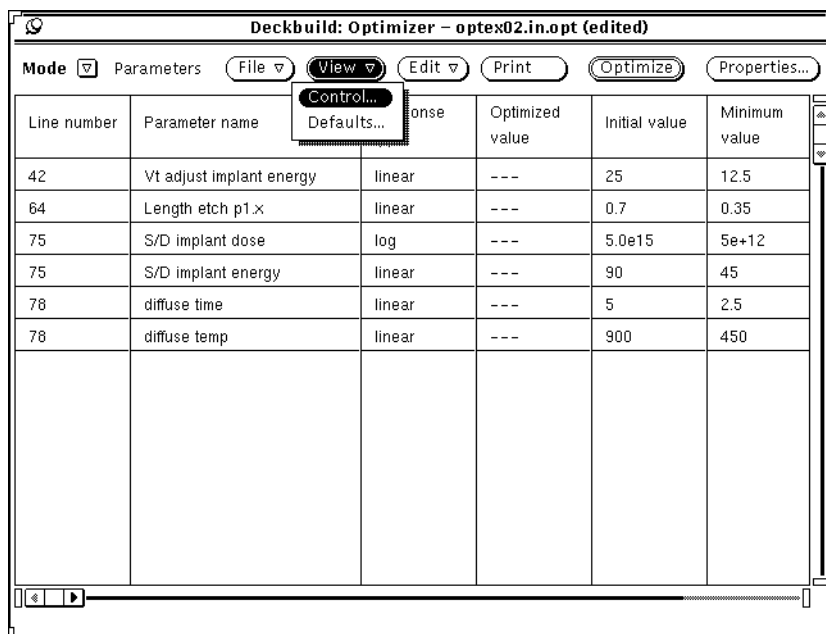 Deckbuild: Optimizer – optex02.in.opt (edited)
Mode Parameters File View Edit Print Optimize Properties...
Control...
Defaults...
Line number Parameter name onse Optimized value Initial value Minimum value
42 Vt adjust implant energy linear --- 25 12.5
64 Length etch p1.x linear --- 0.7 0.35
75 S/D implant dose log --- 5.0e15 5e+12
75 S/D implant energy linear --- 90 45
78 diffuse time linear --- 5 2.5
78 diffuse temp linear --- 900 450